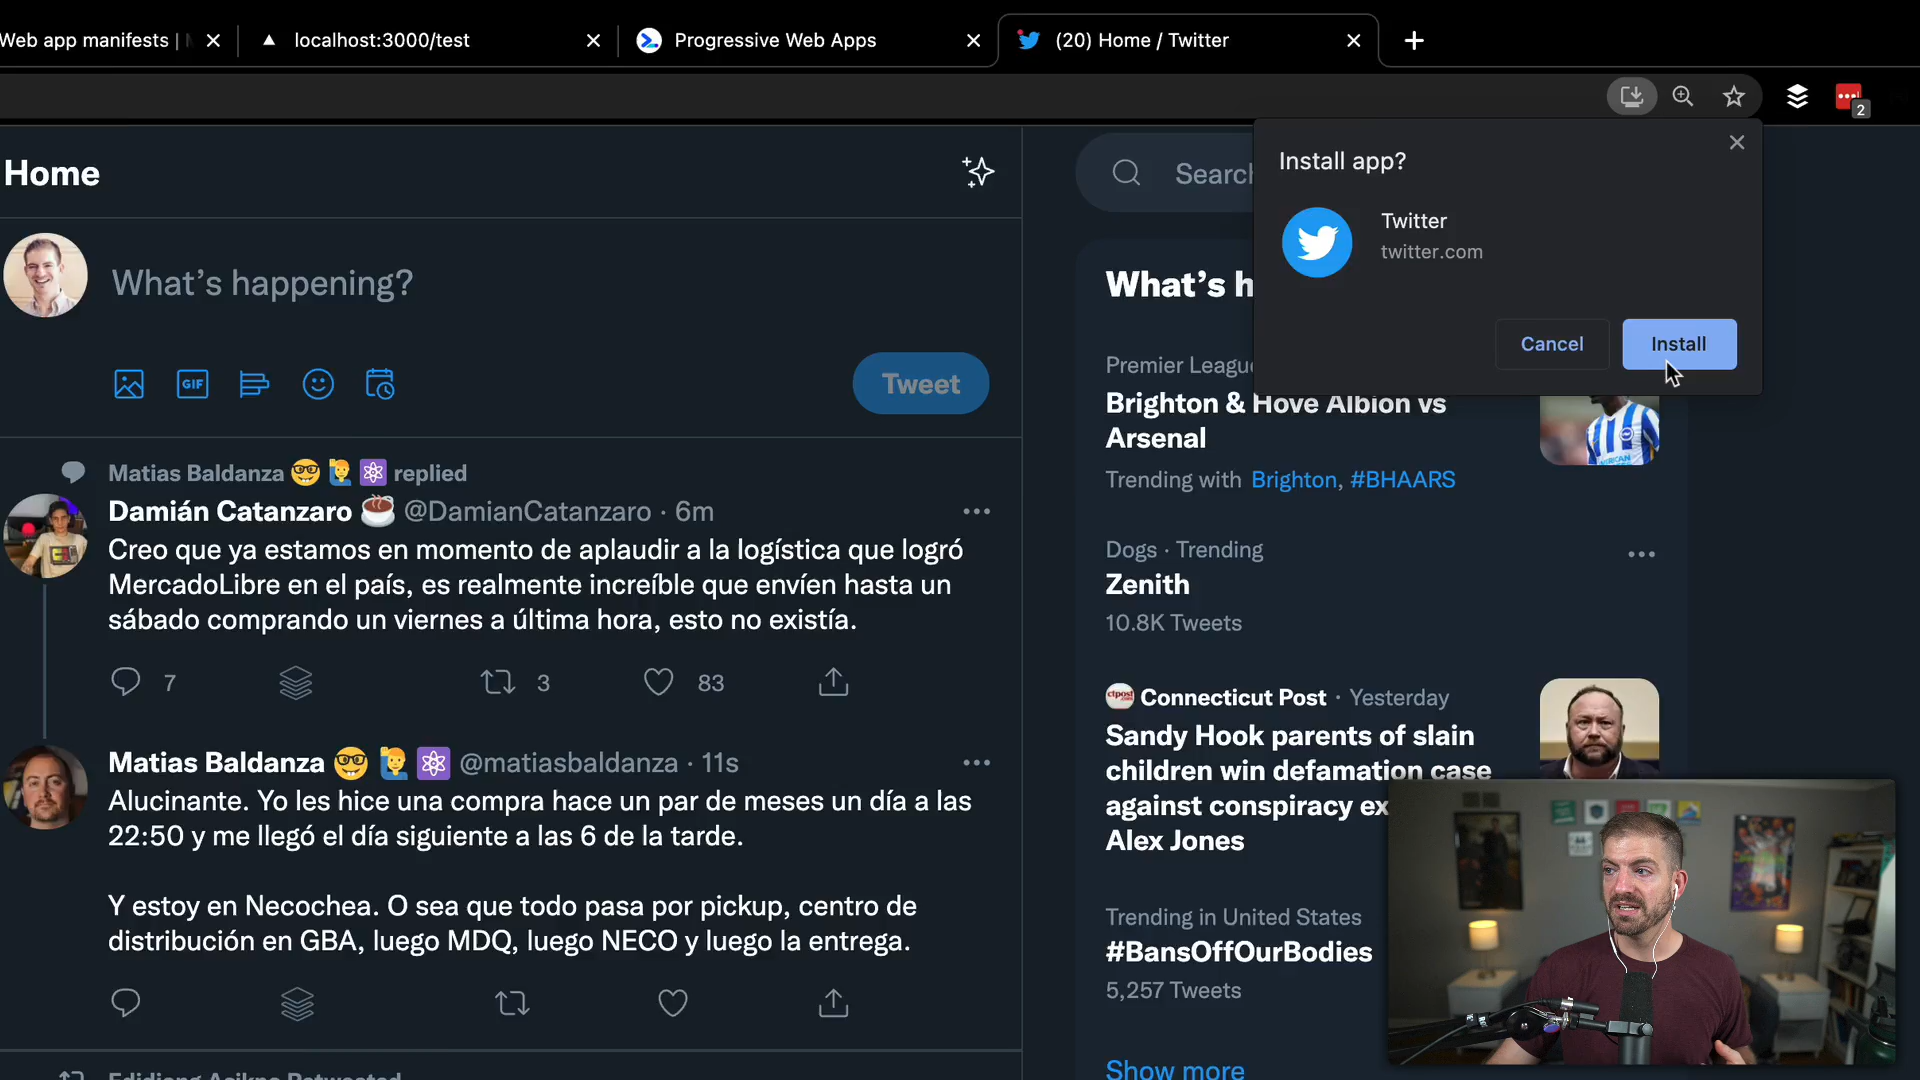 Web app manifests |
localhost:3000/test
Progressive Web Apps
(20) Home / Twitter
2
Home
Search
Install app?
Twitter
twitter.com
Cancel
Install
What's happening?
GIF
Tweet
What's h
Premier League
Brighton & Hove Albion vs
Arsenal
Trending with Brighton, #BHAARS
Matias Baldanza replied
Damián Catanzaro @DamianCatanzaro · 6m
Creo que ya estamos en momento de aplaudir a la logística que logró
MercadoLibre en el país, es realmente increíble que envíen hasta un
sábado comprando un viernes a última hora, esto no existía.
7
3
83
Matias Baldanza @matiasbaldanza · 11s
Alucinante. Yo les hice una compra hace un par de meses un día a las
22:50 y me llegó el día siguiente a las 6 de la tarde.
Y estoy en Necochea. O sea que todo pasa por pickup, centro de
distribución en GBA, luego MDQ, luego NECO y luego la entrega.
Dogs · Trending
Zenith
10.8K Tweets
ctpost
Connecticut Post · Yesterday
Sandy Hook parents of slain
children win defamation case
against conspiracy ex
Alex Jones
Trending in United States
#BansOffOurBodies
5,257 Tweets
Show more